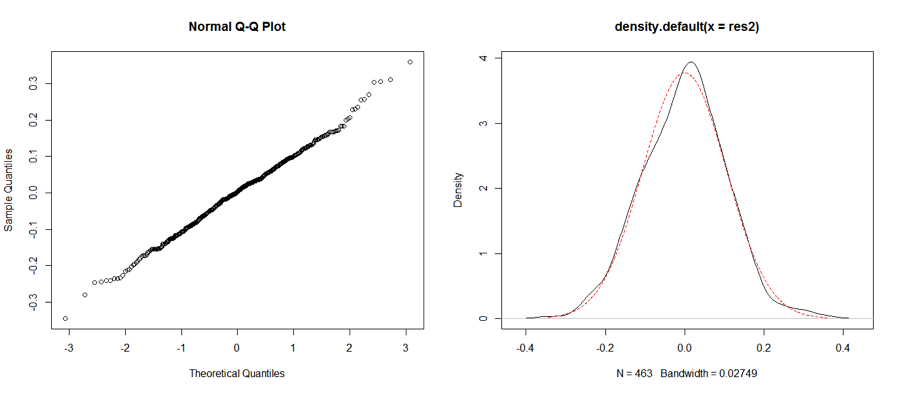 Normal Q-Q Plot
Sample Quantiles
0.3
0.2
0.1
0.0
-0.1
-0.2
-0.3
-3 -2 -1 0 1 2 3
Theoretical Quantiles
density.default(x = res2)
Density
4
3
2
1
0
-0.4 -0.2 0.0 0.2 0.4
N = 463 Bandwidth = 0.02749